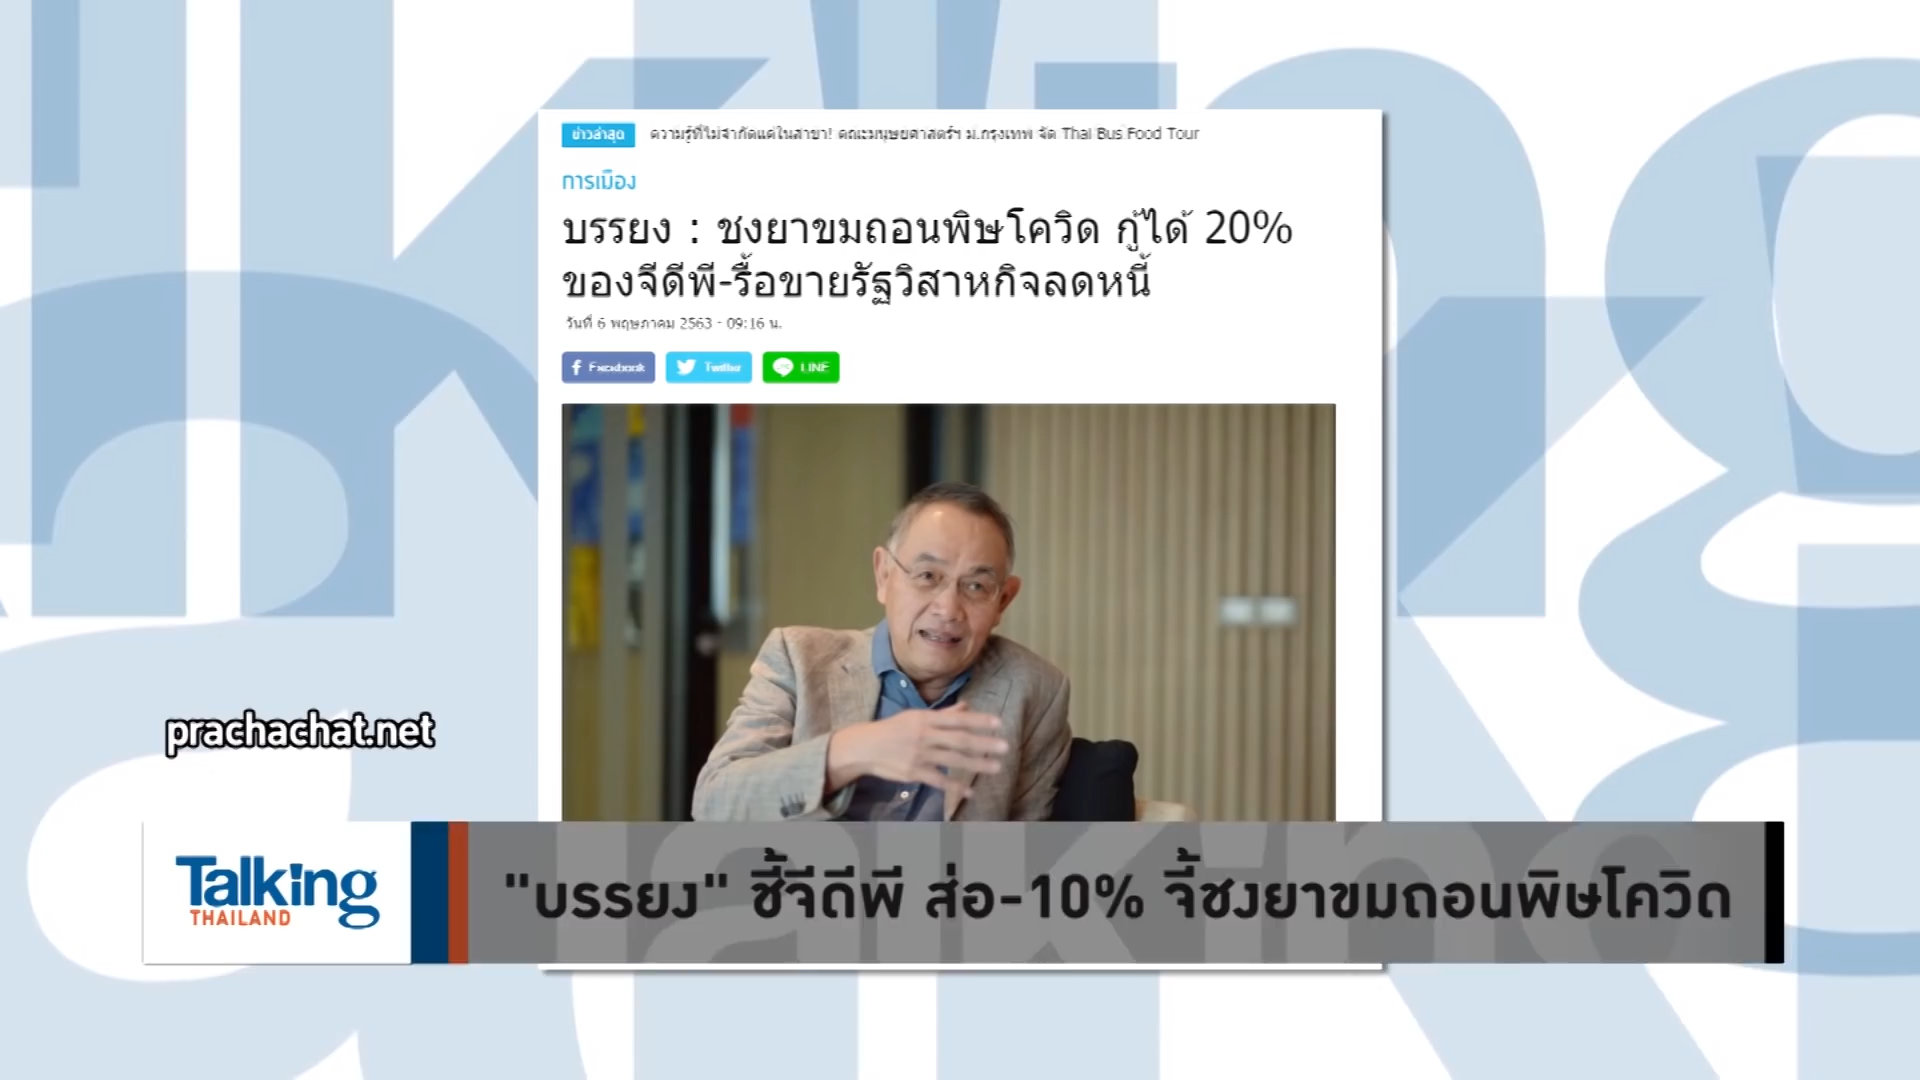 ข่าวล่าสุด ความรู้ที่ไม่จำกัดแค่ในสาขา! คณะมนุษยศาสตร์ฯ ม.กรุงเทพ จัด Thai Bus Food Tour
การเมือง
บรรยง : ชงยาขมถอนพิษโควิด กู้ได้ 20%
ของจีดีพี-รื้อขายรัฐวิสาหกิจลดหนี้
วันที่ 6 พฤษภาคม 2563 - 09:16 น.
Facebook Twitter LINE
prachachat.net
Talking
THAILAND
"บรรยง" ชี้จีดีพี ส่อ-10% จี้ชงยาขมถอนพิษโควิด